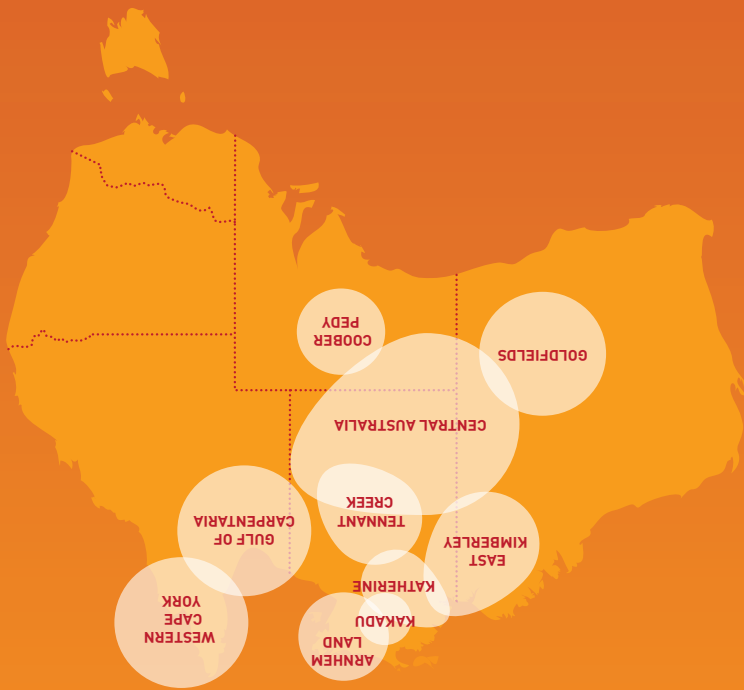 ARNHEM
LAND
WESTERN
CAPE
YORK
KAKADU
KATHERINE
EAST
KIMBERLEY
GULF OF
CARPENTARIA
TENNANT
CREEK
CENTRAL AUSTRALIA
GOLDFIELDS
COOBER
PEDY